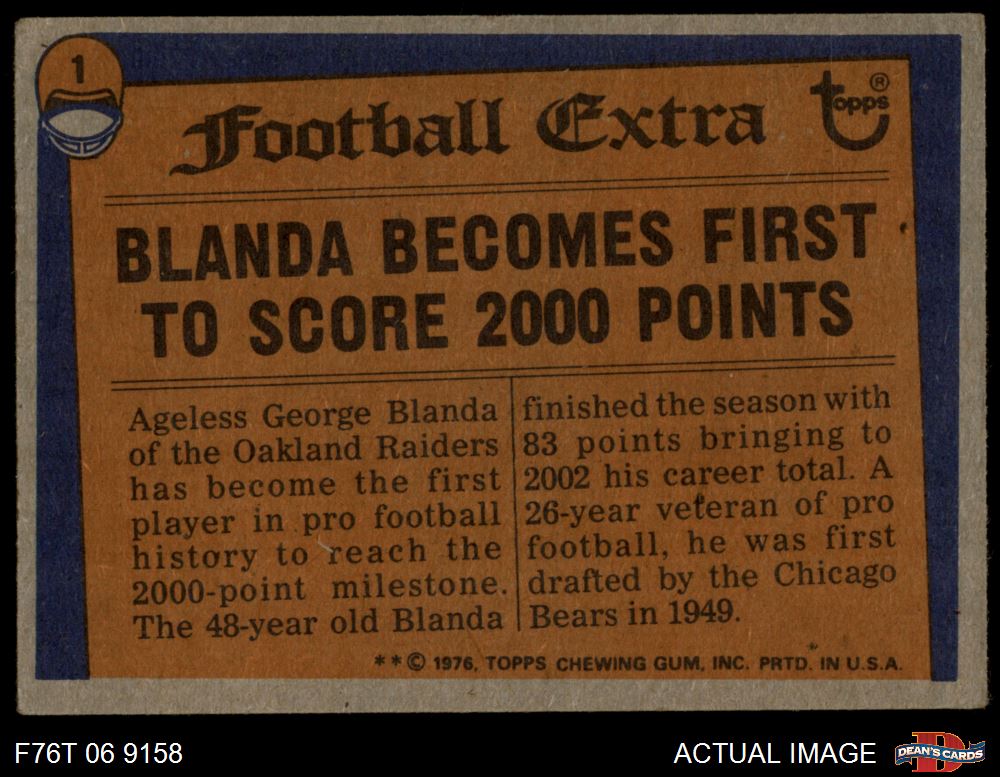 1
Football Extra
topps ®
BLANDA BECOMES FIRST
TO SCORE 2000 POINTS
Ageless George Blanda
of the Oakland Raiders
has become the first
player in pro football
history to reach the
2000-point milestone.
The 48-year old Blanda
finished the season with
83 points bringing to
2002 his career total. A
26-year veteran of pro
football, he was first
drafted by the Chicago
Bears in 1949.
**© 1976, TOPPS CHEWING GUM, INC. PRTD. IN U.S.A.
F76T 06 9158
ACTUAL IMAGE
D
DEAN'S CARDS